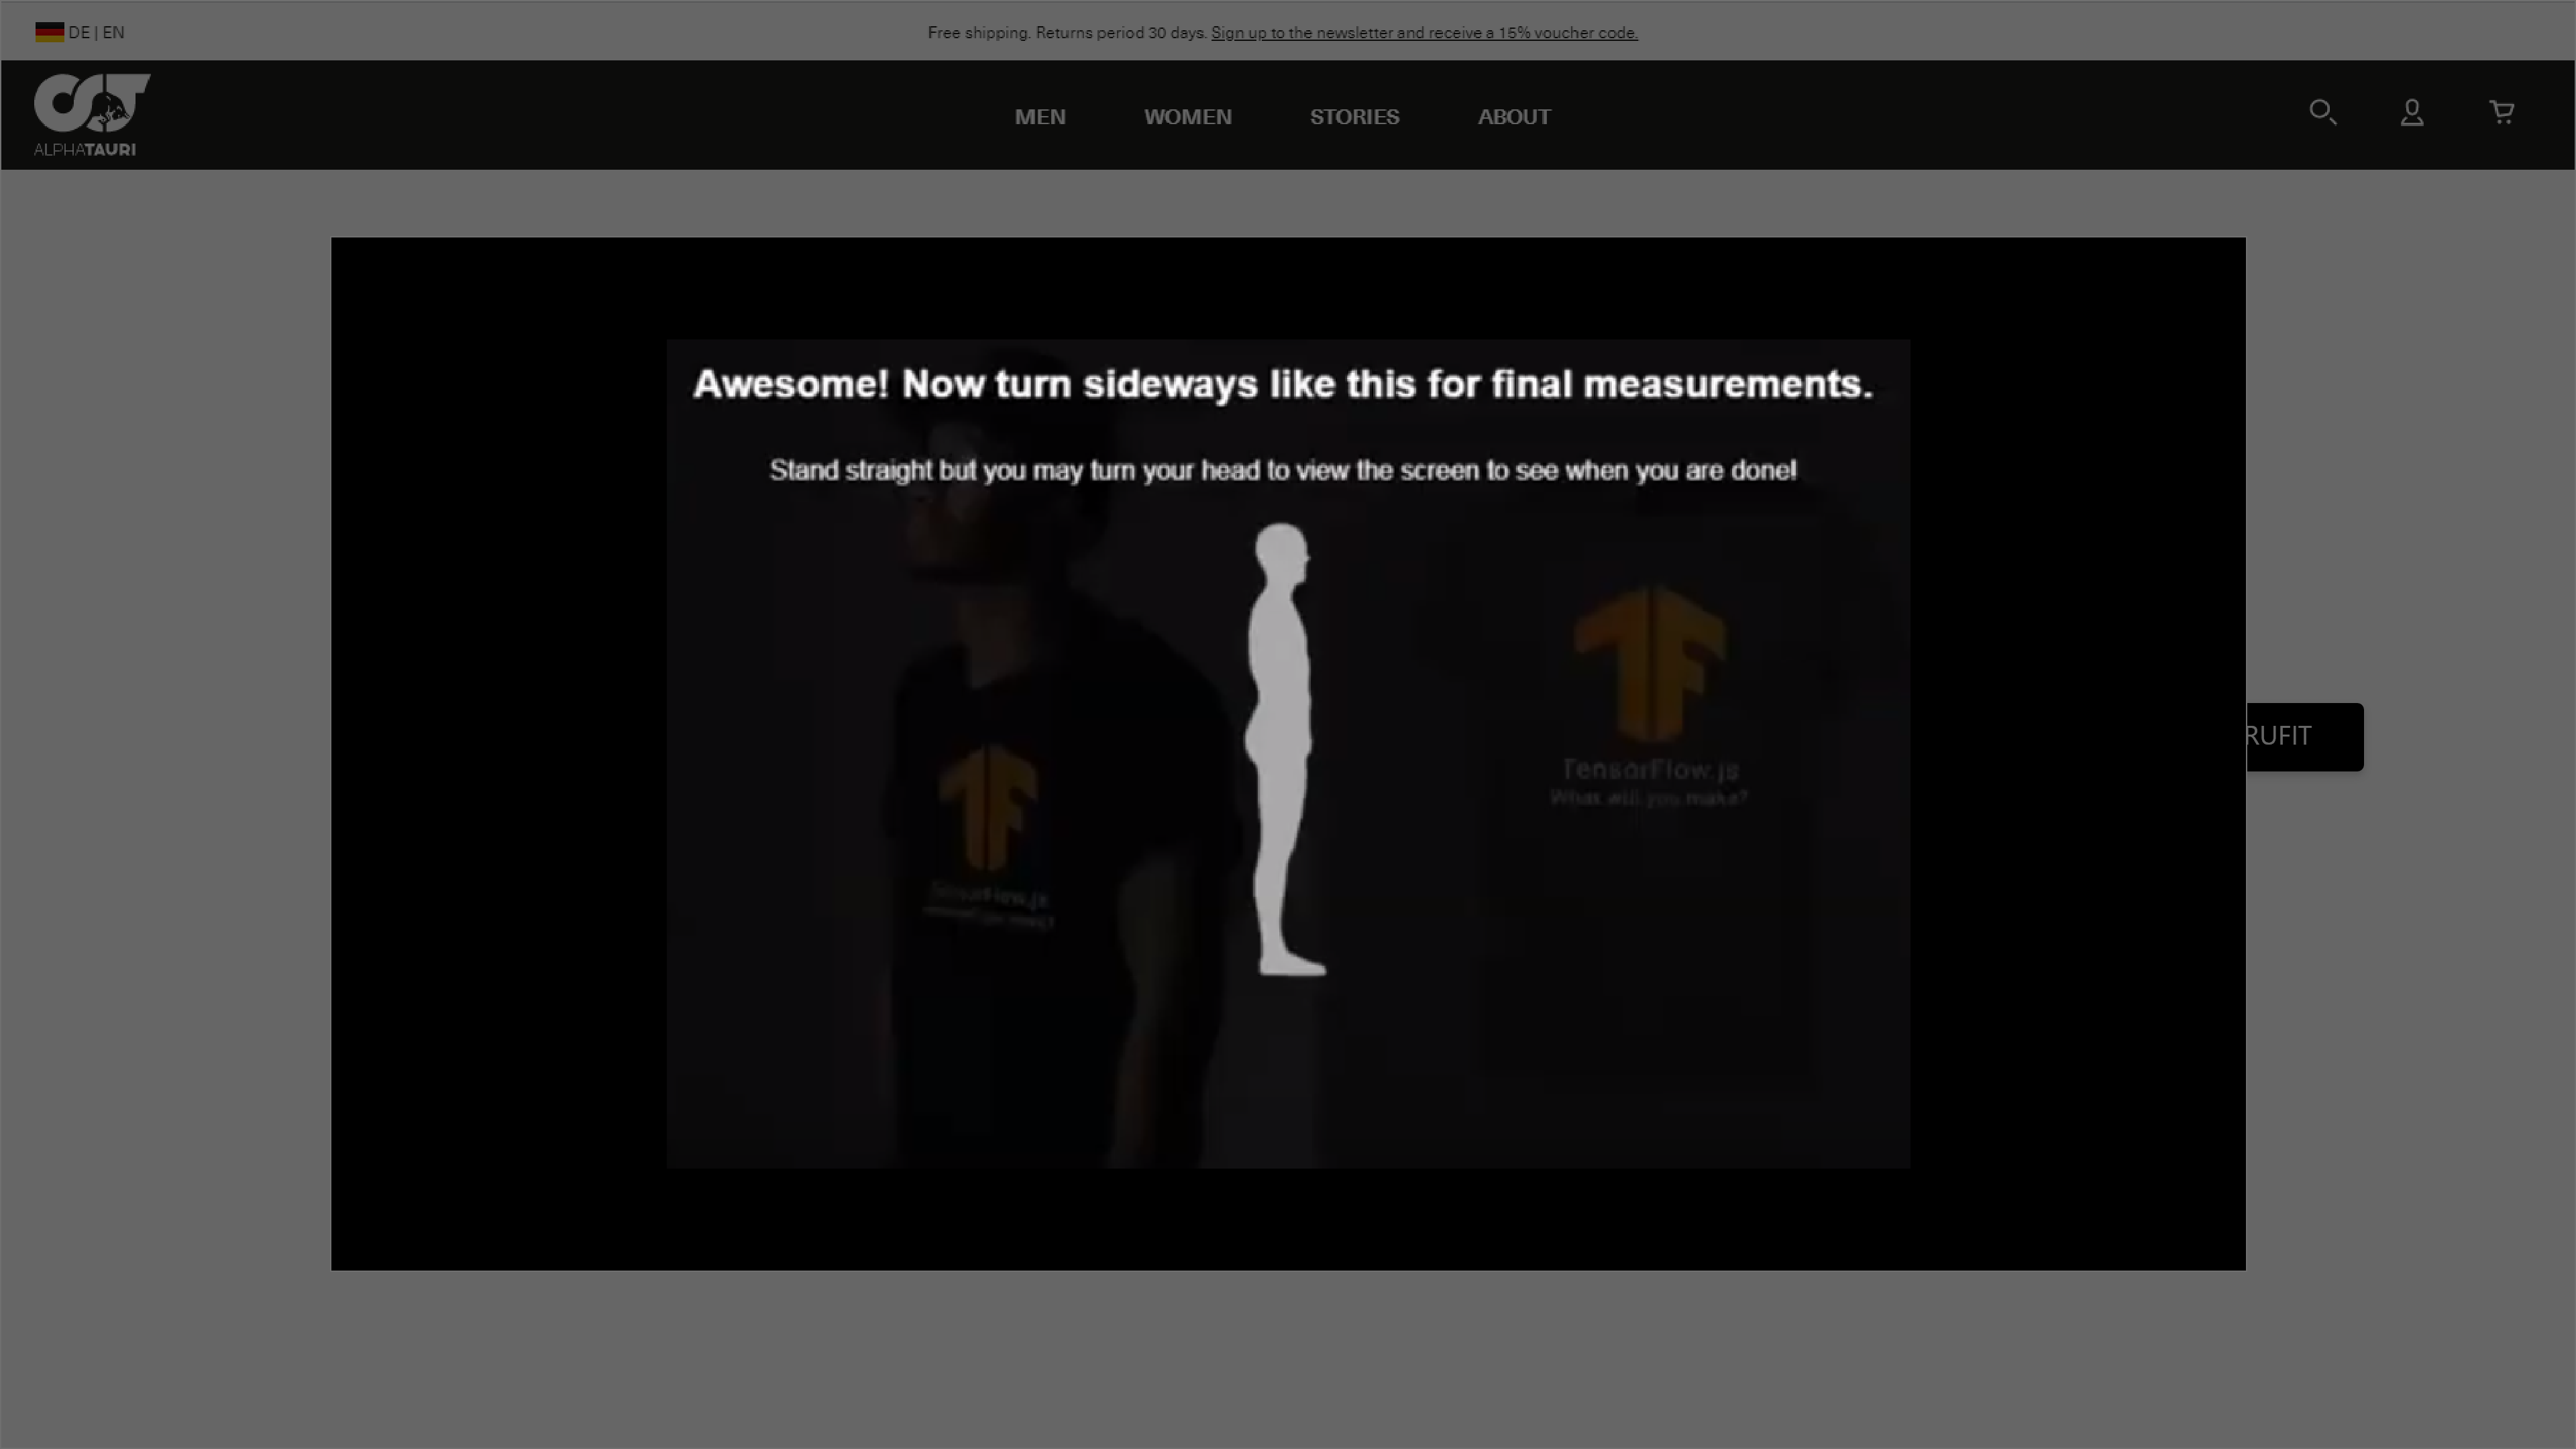 DE | EN
Free shipping. Returns period 30 days. Sign up to the newsletter and receive a 15% voucher code.
ALPHATAURI
MEN
WOMEN
STORIES
ABOUT
Awesome! Now turn sideways like this for final measurements.
Stand straight but you may turn your head to view the screen to see when you are done!
TensorFlow.js
What will you make?
RUFIT
TensorFlow.js